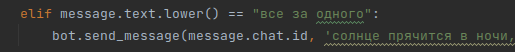 elif message.text.lower() == "все за одного":
bot.send_message(message.chat.id, 'солнце прячится в ночи,